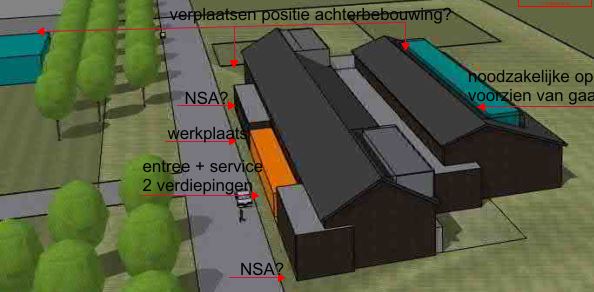 verplaatsen positie achterbebouwing?
noodzakelijke op
voorzien van gaa
NSA?
werkplaats
entree + service
2 verdiepingen
NSA?